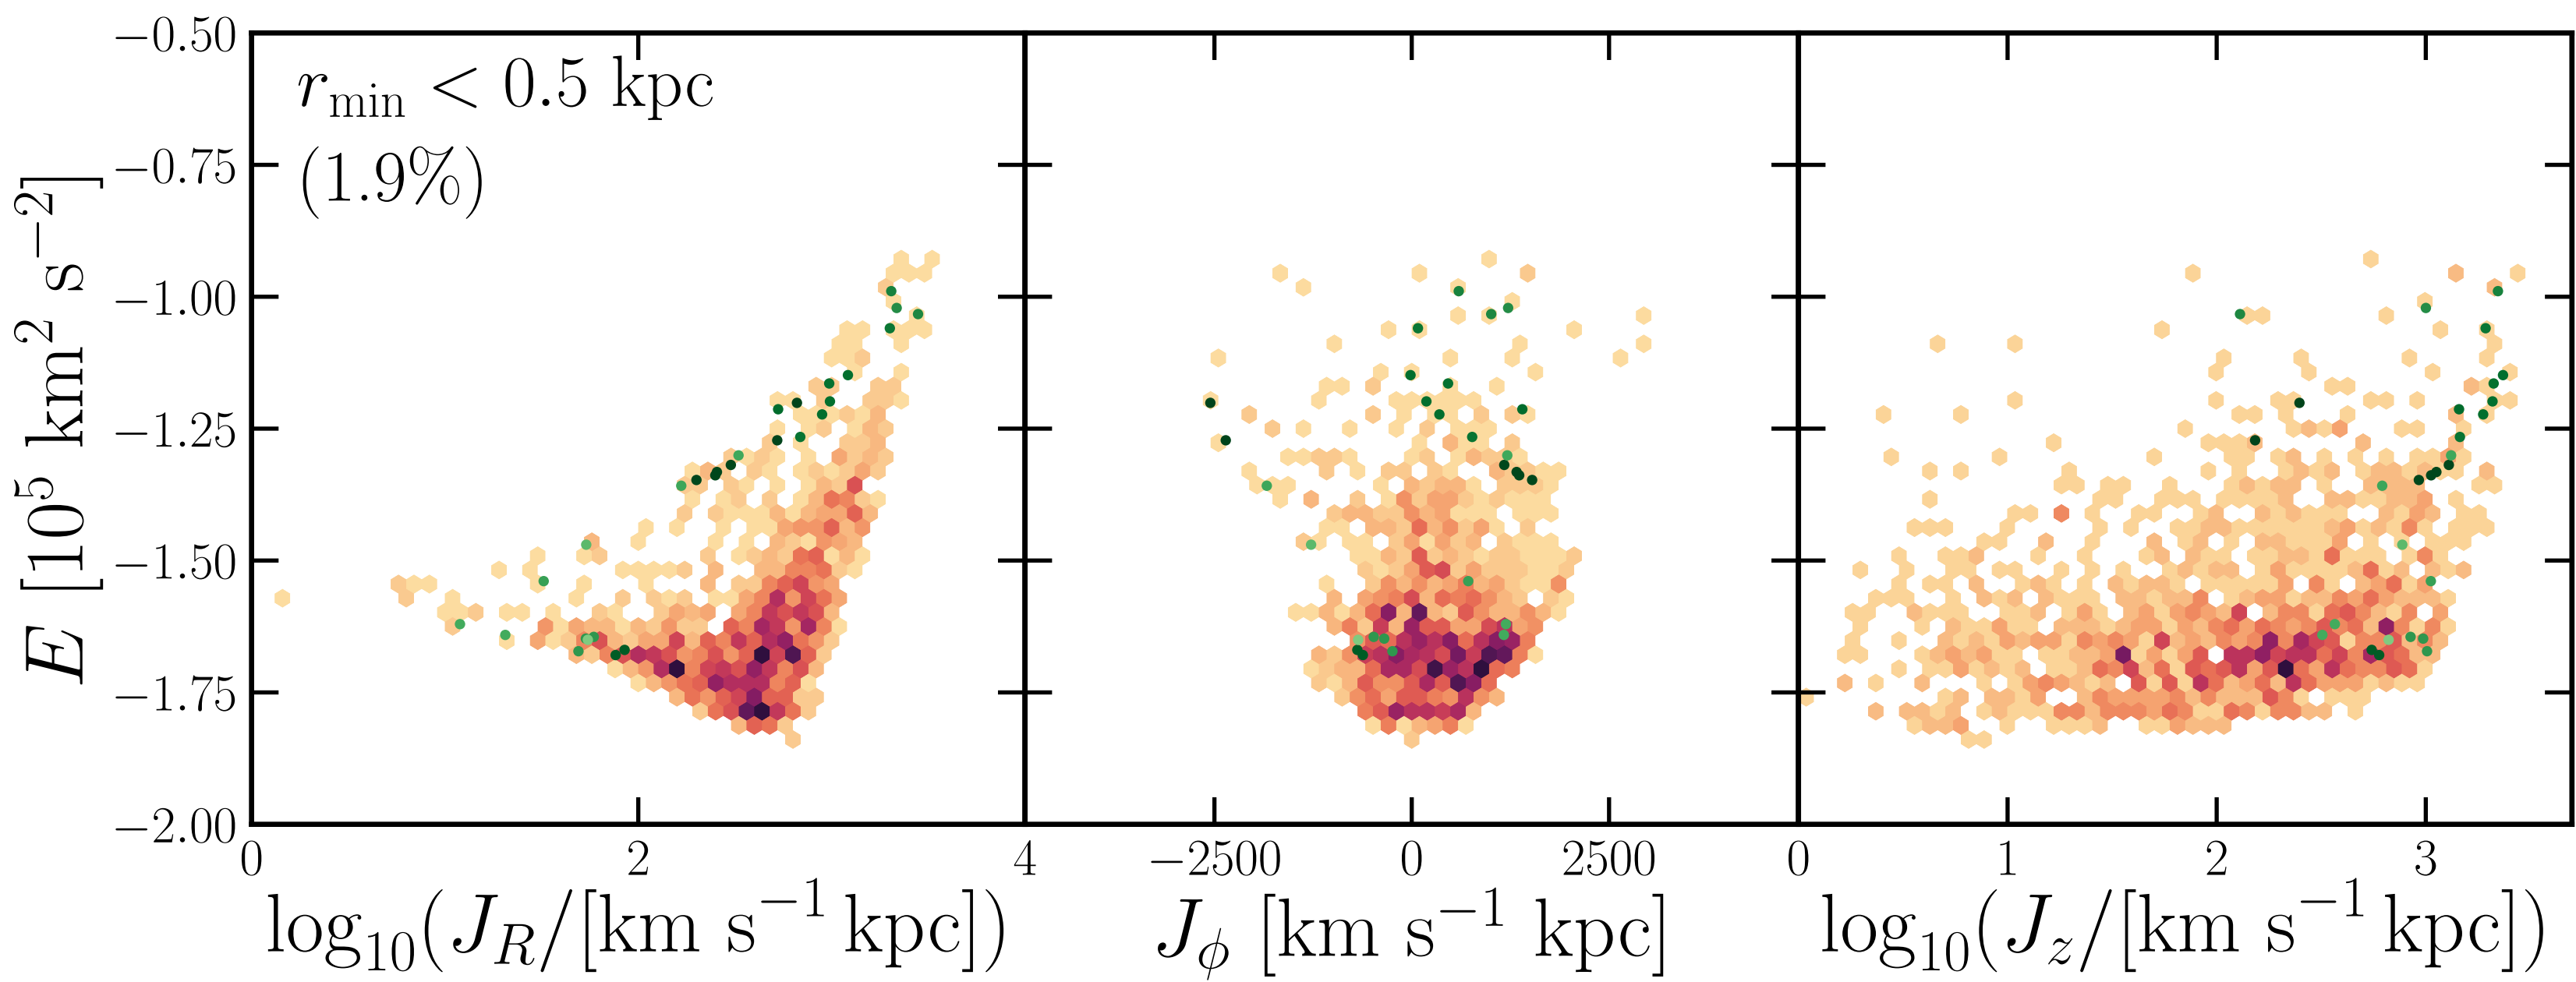 r_min < 0.5 kpc
(1.9%)
E [10^5 km^2 s^−2]
−0.50
−0.75
−1.00
−1.25
−1.50
−1.75
−2.00
0 2 4
−2500 0 2500
0 1 2 3
log_10(J_R/[km s^−1 kpc])
J_ϕ [km s^−1 kpc]
log_10(J_z/[km s^−1 kpc])